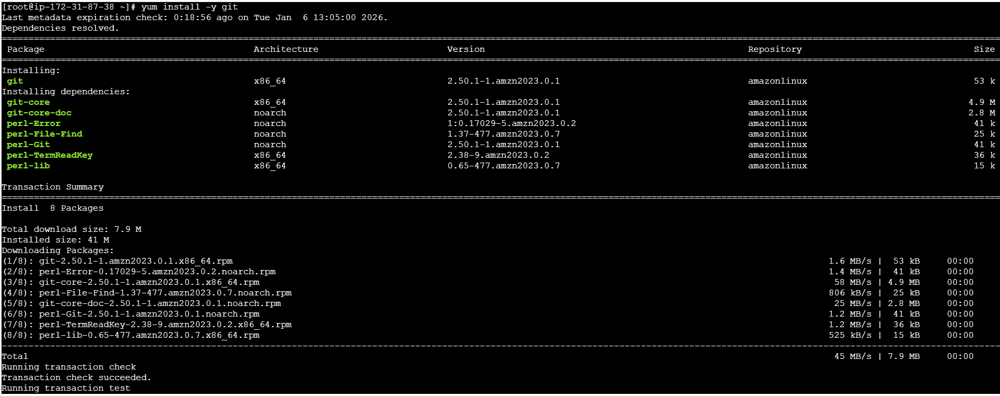 [root@ip-172-31-87-38 ~]# yum install -y git
Last metadata expiration check: 0:18:56 ago on Tue Jan  6 13:05:00 2026.
Dependencies resolved.
Package Architecture Version Repository Size
Installing:
git x86_64 2.50.1-1.amzn2023.0.1 amazonlinux 53 k
Installing dependencies:
git-core x86_64 2.50.1-1.amzn2023.0.1 amazonlinux 4.9 M
git-core-doc noarch 2.50.1-1.amzn2023.0.1 amazonlinux 2.8 M
perl-Error noarch 1:0.17029-5.amzn2023.0.2 amazonlinux 41 k
perl-File-Find noarch 1.37-477.amzn2023.0.7 amazonlinux 25 k
perl-Git noarch 2.50.1-1.amzn2023.0.1 amazonlinux 41 k
perl-TermReadKey x86_64 2.38-9.amzn2023.0.2 amazonlinux 36 k
perl-lib x86_64 0.65-477.amzn2023.0.7 amazonlinux 15 k
Transaction Summary
Install  8 Packages
Total download size: 7.9 M
Installed size: 41 M
Downloading Packages:
(1/8): git-2.50.1-1.amzn2023.0.1.x86_64.rpm 1.6 MB/s |  53 kB 00:00
(2/8): perl-Error-0.17029-5.amzn2023.0.2.noarch.rpm 1.4 MB/s |  41 kB 00:00
(3/8): git-core-2.50.1-1.amzn2023.0.1.x86_64.rpm 58 MB/s | 4.9 MB 00:00
(4/8): perl-File-Find-1.37-477.amzn2023.0.7.noarch.rpm 806 kB/s |  25 kB 00:00
(5/8): git-core-doc-2.50.1-1.amzn2023.0.1.noarch.rpm 25 MB/s | 2.8 MB 00:00
(6/8): perl-Git-2.50.1-1.amzn2023.0.1.noarch.rpm 1.2 MB/s |  41 kB 00:00
(7/8): perl-TermReadKey-2.38-9.amzn2023.0.2.x86_64.rpm 1.2 MB/s |  36 kB 00:00
(8/8): perl-lib-0.65-477.amzn2023.0.7.x86_64.rpm 525 kB/s |  15 kB 00:00
Total 45 MB/s | 7.9 MB 00:00
Running transaction check
Transaction check succeeded.
Running transaction test